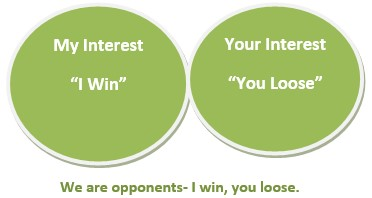 My Interest
“I Win”
Your Interest
“You Loose”
We are opponents- I win, you loose.